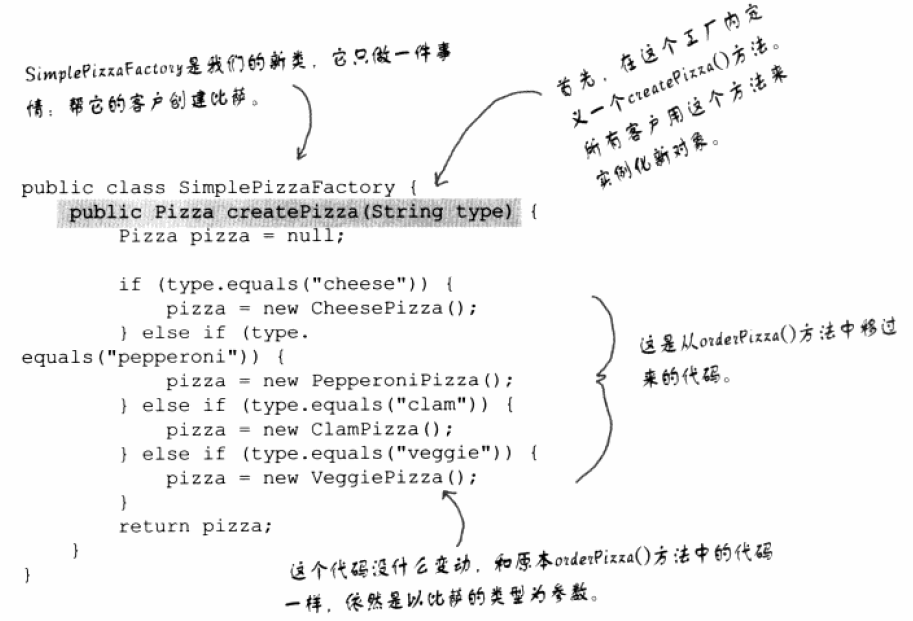 SimplePizzaFactory是我们的新类，它只做一件事
情：帮它的客户创建比萨。
首先，在这个工厂内定
义一个createPizza()方法。
所有客户用这个方法来
实例化新对象。
public class SimplePizzaFactory {
public Pizza createPizza(String type) {
Pizza pizza = null;
if (type.equals("cheese")) {
pizza = new CheesePizza();
} else if (type.
equals("pepperoni")) {
pizza = new PepperoniPizza();
} else if (type.equals("clam")) {
pizza = new ClamPizza();
} else if (type.equals("veggie")) {
pizza = new VeggiePizza();
}
return pizza;
}
}
这是从orderPizza()方法中移过
来的代码。
这个代码没什么变动，和原本orderPizza()方法中的代码
一样，依然是以比萨的类型为参数。